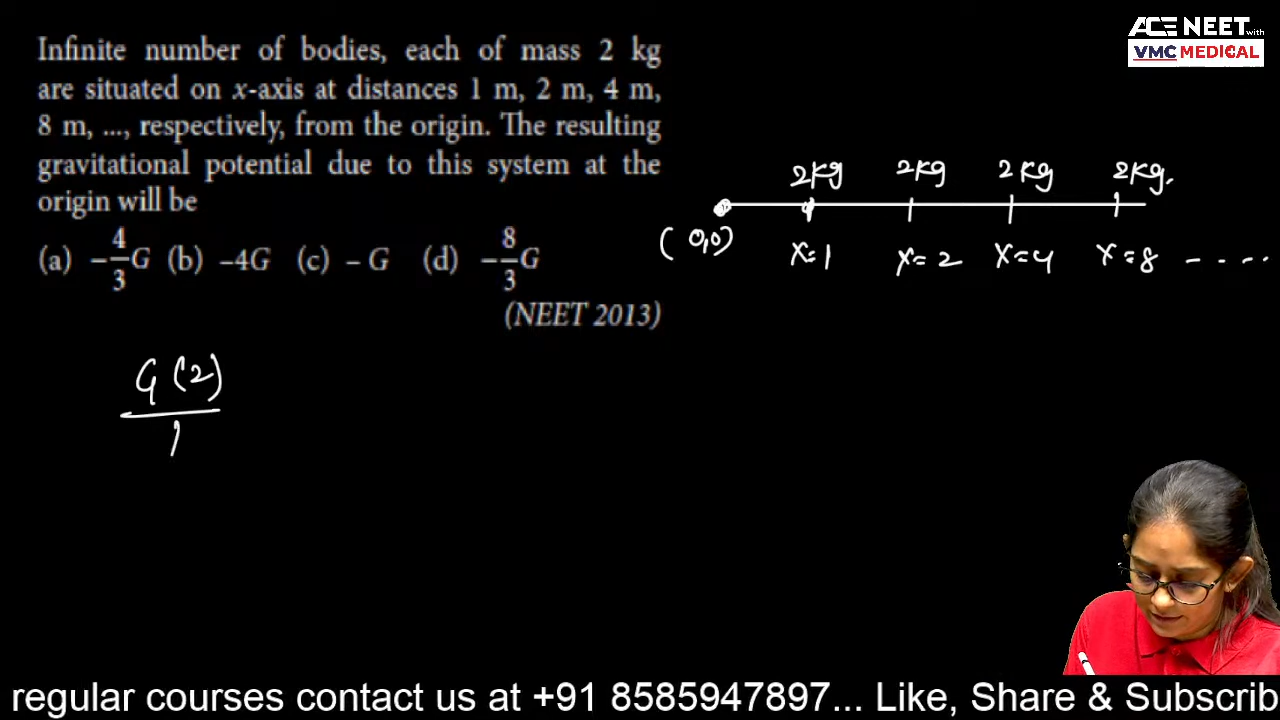 ACE NEET with
VMC MEDICAL
Infinite number of bodies, each of mass 2 kg
are situated on x-axis at distances 1 m, 2 m, 4 m,
8 m, ..., respectively, from the origin. The resulting
gravitational potential due to this system at the
origin will be
(a) -4/3 G (b) -4G (c) - G (d) -8/3 G
(NEET 2013)
2kg 2kg 2kg 2kg.
(0,0) x=1 x=2 x=4 x=8 ----..
G(2)
1
regular courses contact us at +91 8585947897... Like, Share & Subscrib